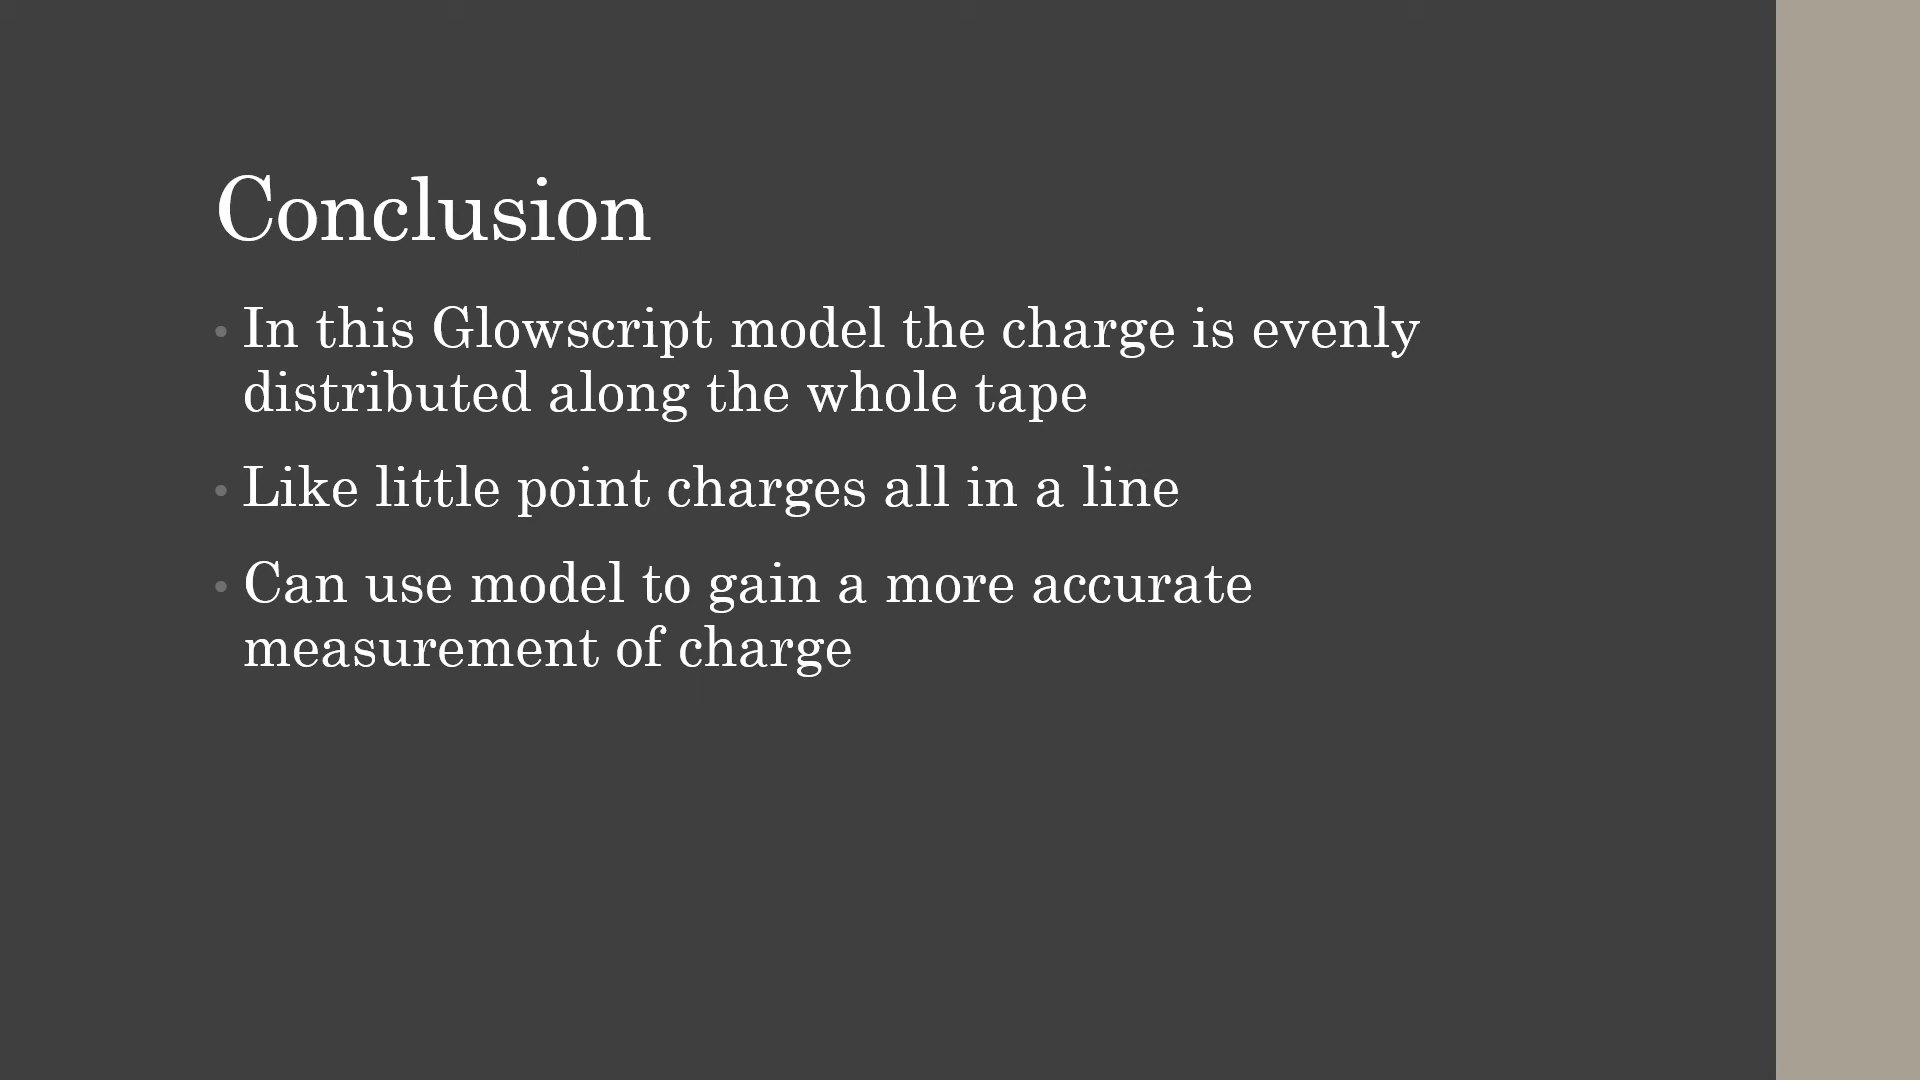 Conclusion
• In this Glowscript model the charge is evenly
distributed along the whole tape
• Like little point charges all in a line
• Can use model to gain a more accurate
measurement of charge